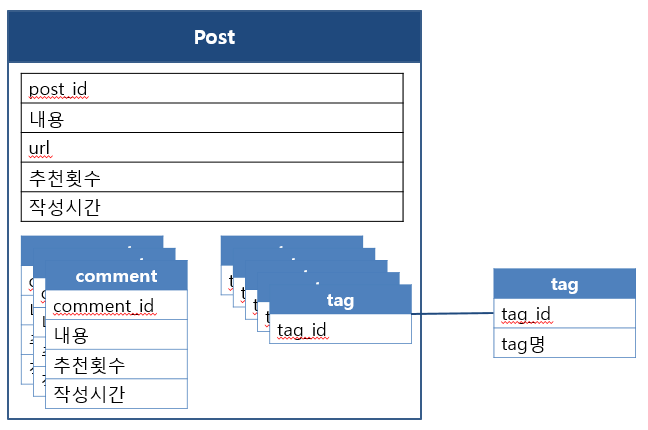 Post
post_id
내용
url
추천횟수
작성시간
comment
comment_id
내용
추천횟수
작성시간
tag
tag_id
tag
tag_id
tag명